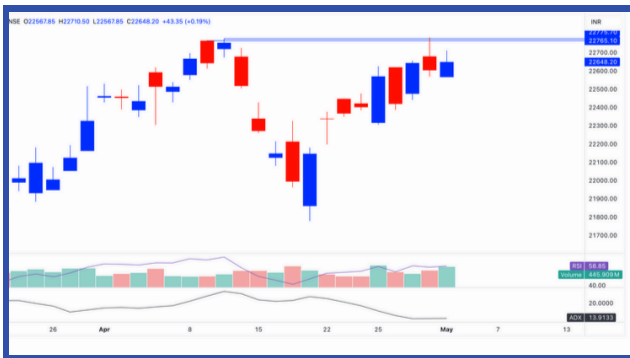 NSE O22567.85 H22710.50 L22567.85 C22648.20 +43.35 (+0.19%)
INR
22775.70
22765.10
22700.00
22648.20
22600.00
22500.00
22400.00
22300.00
22200.00
22100.00
22000.00
21900.00
21800.00
21700.00
RSI 56.85
Volume 445.909M
40.00
20.0000
ADX 13.9133
26 Apr 8 15 22 25 May 7 13